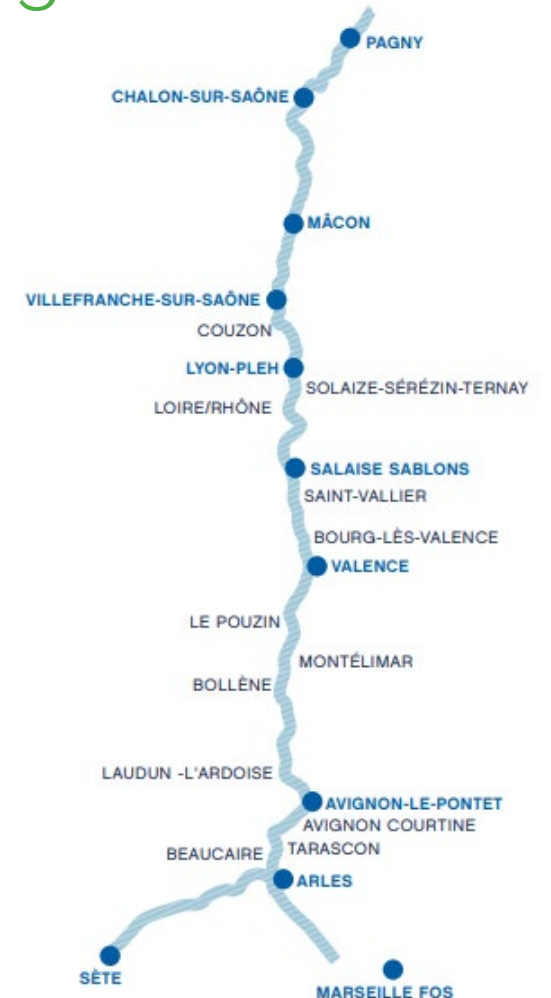 PAGNY
CHALON-SUR-SAÔNE
MÂCON
VILLEFRANCHE-SUR-SAÔNE
COUZON
LYON-PLEH
SOLAIZE-SÉRÉZIN-TERNAY
LOIRE/RHÔNE
SALAISE SABLONS
SAINT-VALLIER
BOURG-LÈS-VALENCE
VALENCE
LE POUZIN
MONTÉLIMAR
BOLLÈNE
LAUDUN -L'ARDOISE
AVIGNON-LE-PONTET
AVIGNON COURTINE
TARASCON
BEAUCAIRE
ARLES
SÈTE
MARSEILLE FOS